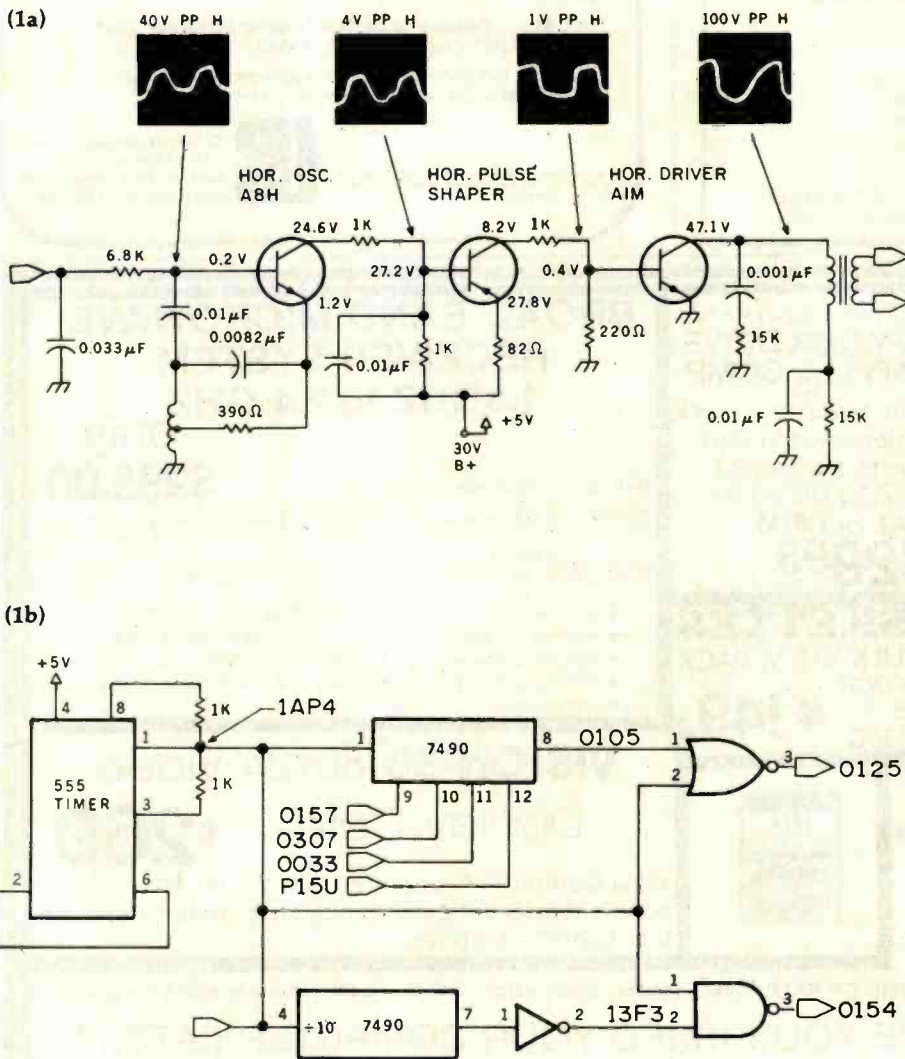 (1a)
40V PP H
4V PP H
1V PP. H.
100V PP H
HOR. OSC.
A8H
HOR. PULSE
SHAPER
HOR. DRIVER
A1M
24.6V
1K
8.2V
1K
47.1V
6.8K
0.2V
27.2V
0.4V
0.001µF
1.2V
27.8V
0.01µF
0.0082µF
220Ω
15K
0.033µF
0.01µF
1K
82Ω
390Ω
0.01µF
15K
+5V
30V
B+
(1b)
+5V
4
8
1K
1AP4
1
1
7490
8
0105
1
3
0125
555
TIMER
1K
2
3
9
10
11
12
0157
0307
0033
P15U
2
6
1
3
0154
4
÷10
7490
7
1
2
13F3
2